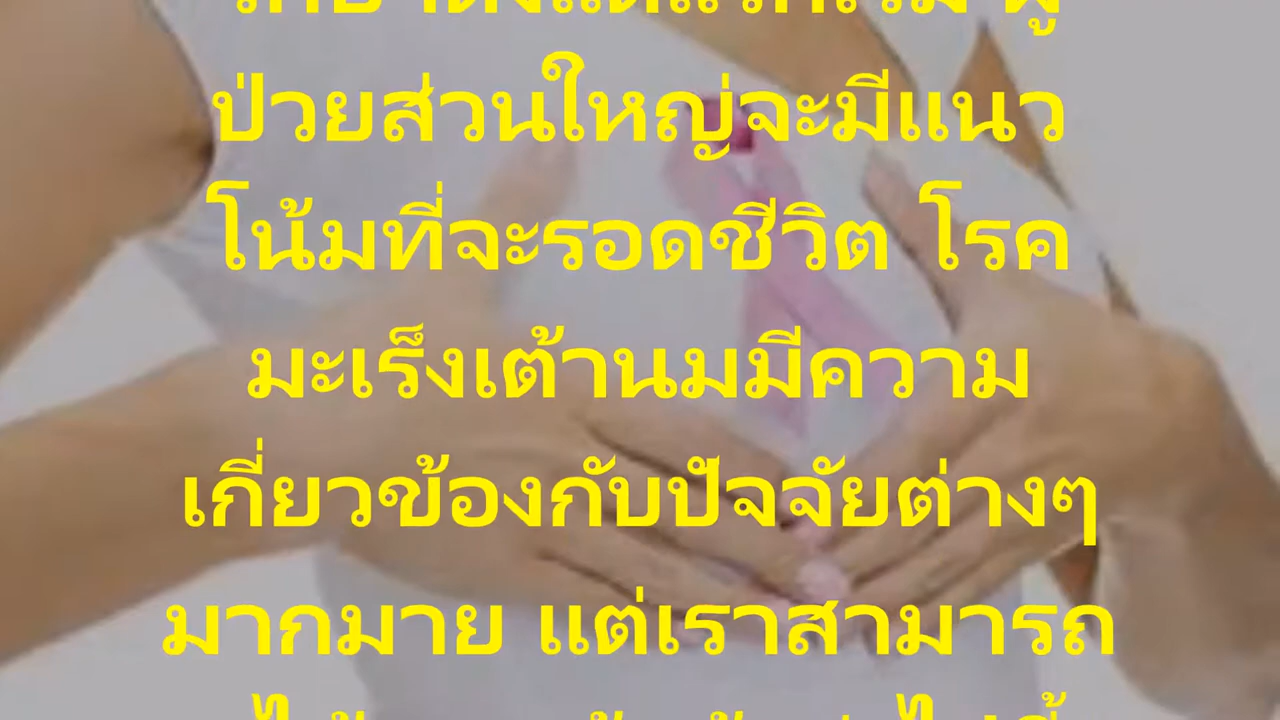 ป่วยส่วนใหญ่จะมีแนว
โน้มที่จะรอดชีวิต โรค
มะเร็งเต้านมมีความ
เกี่ยวข้องกับปัจจัยต่างๆ
มากมาย แต่เราสามารถ